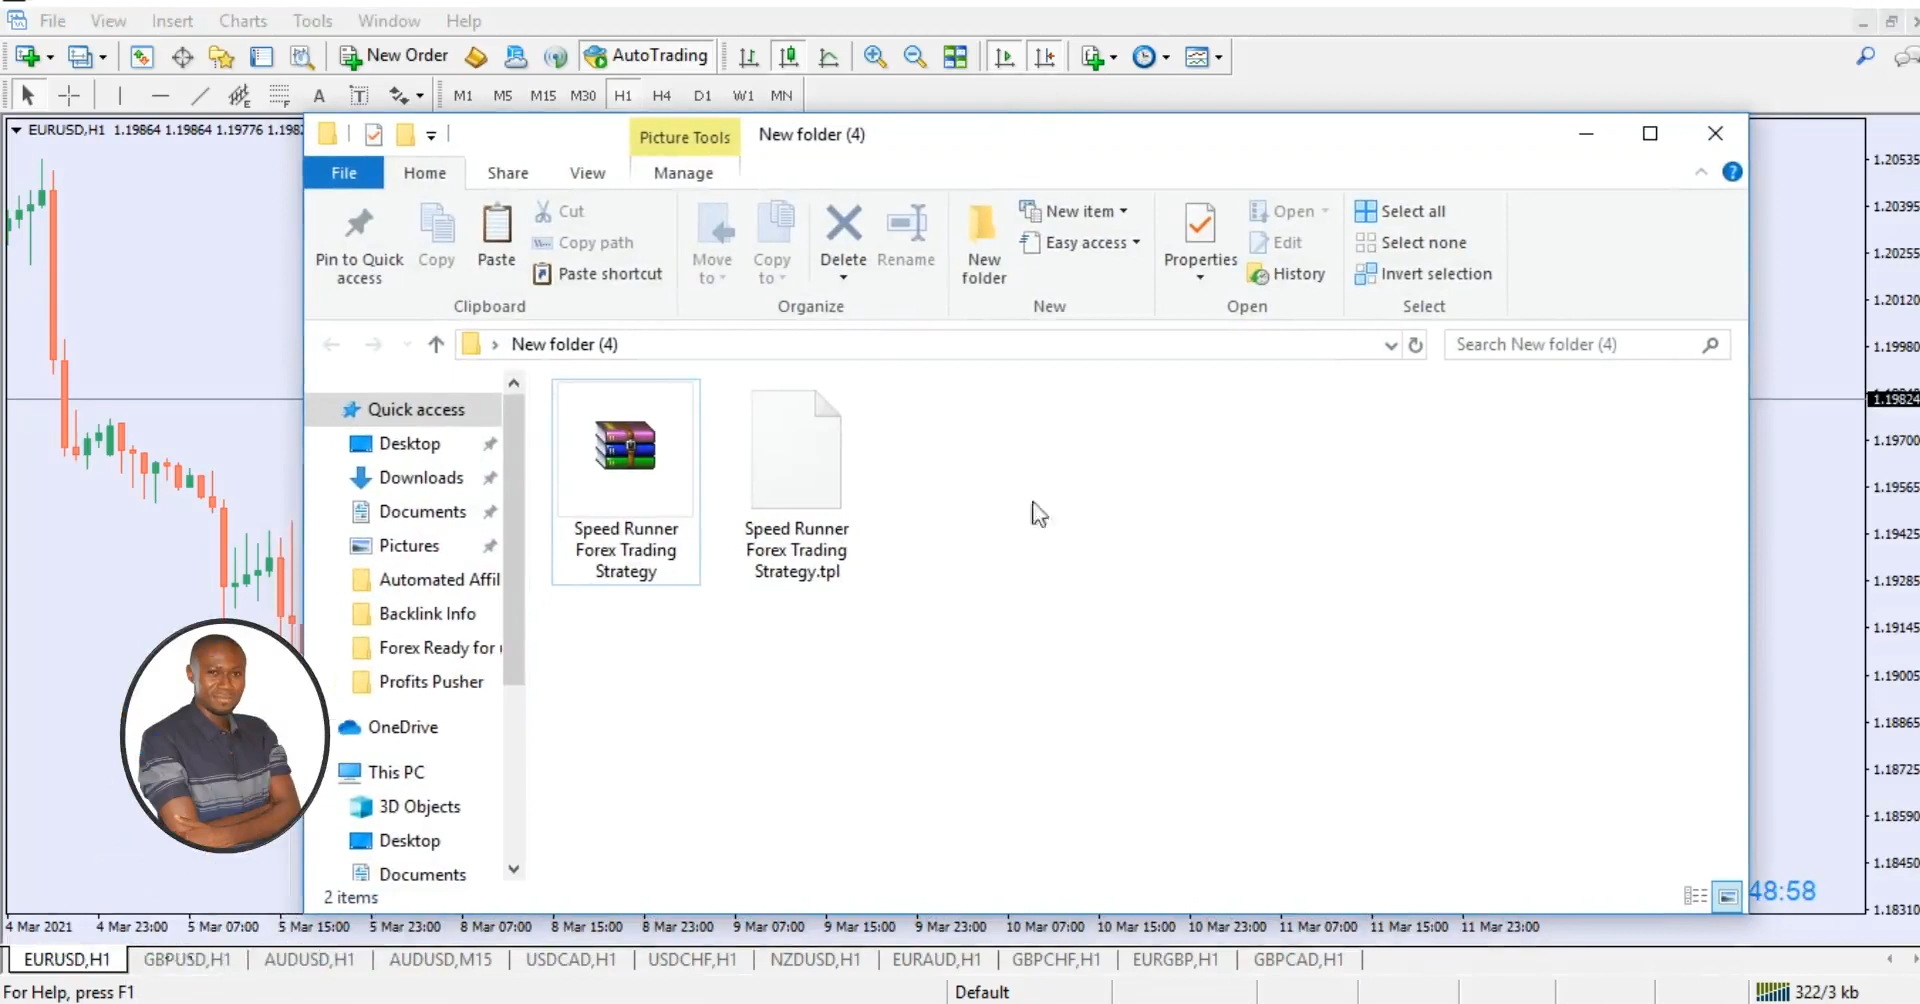 File View Insert Charts Tools Window Help
New Order AutoTrading
A T M1 M5 M15 M30 H1 H4 D1 W1 MN
EURUSD,H1 1.19864 1.19864 1.19776
Picture Tools New folder (4)
File Home Share View Manage
Pin to Quick access
Copy
Paste
Cut
Copy path
Paste shortcut
Clipboard
Move to
Copy to
Delete
Rename
Organize
New folder
New item
Easy access
New
Properties
Open
Edit
History
Open
Select all
Select none
Invert selection
Select
New folder (4)
Search New folder (4)
Quick access
Desktop
Downloads
Documents
Pictures
Automated Affil
Backlink Info
Forex Ready for
Profits Pusher
OneDrive
This PC
3D Objects
Desktop
Documents
2 items
Speed Runner
Forex Trading
Strategy
Speed Runner
Forex Trading
Strategy.tpl
1.20535
1.20395
1.20255
1.20120
1.19980
1.19824
1.19700
1.19565
1.19425
1.19285
1.19145
1.19005
1.18865
1.18725
1.18590
1.18450
1.18310
48:58
4 Mar 2021 4 Mar 23:00 5 Mar 07:00 5 Mar 15:00 5 Mar 23:00 8 Mar 07:00 8 Mar 15:00 8 Mar 23:00 9 Mar 07:00 9 Mar 15:00 9 Mar 23:00 10 Mar 07:00 10 Mar 15:00 10 Mar 23:00 11 Mar 07:00 11 Mar 15:00 11 Mar 23:00
EURUSD,H1 GBPUSD,H1 AUDUSD,H1 AUDUSD,M15 USDCAD,H1 USDCHF,H1 NZDUSD,H1 EURAUD,H1 GBPCHF,H1 EURGBP,H1 GBPCAD,H1
For Help, press F1 Default 322/3 kb